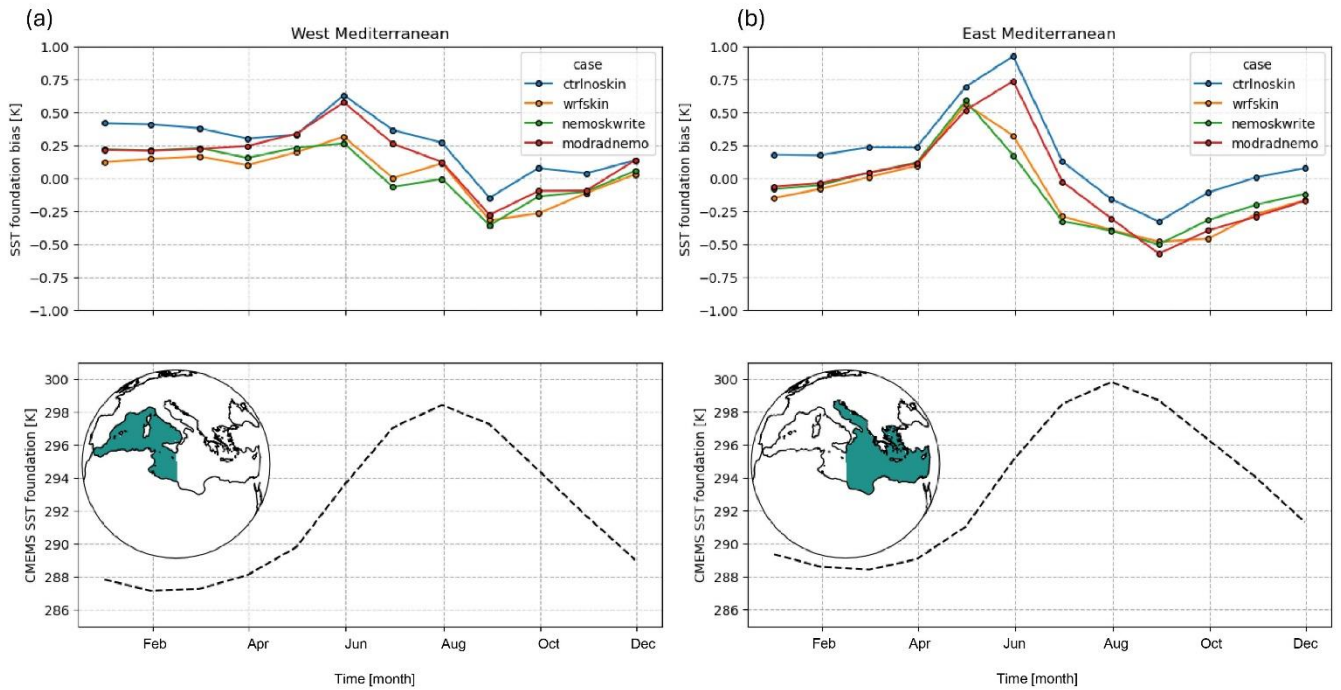 (a)
West Mediterranean
SST foundation bias [K]
1.00
0.75
0.50
0.25
0.00
−0.25
−0.50
−0.75
−1.00
case
ctrlnoskin
wrfskin
nemoskwrite
modradnemo
CMEMS SST foundation [K]
300
298
296
294
292
290
288
286
Feb
Apr
Jun
Aug
Oct
Dec
Time [month]
(b)
East Mediterranean
SST foundation bias [K]
1.00
0.75
0.50
0.25
0.00
−0.25
−0.50
−0.75
−1.00
case
ctrlnoskin
wrfskin
nemoskwrite
modradnemo
CMEMS SST foundation [K]
300
298
296
294
292
290
288
286
Feb
Apr
Jun
Aug
Oct
Dec
Time [month]